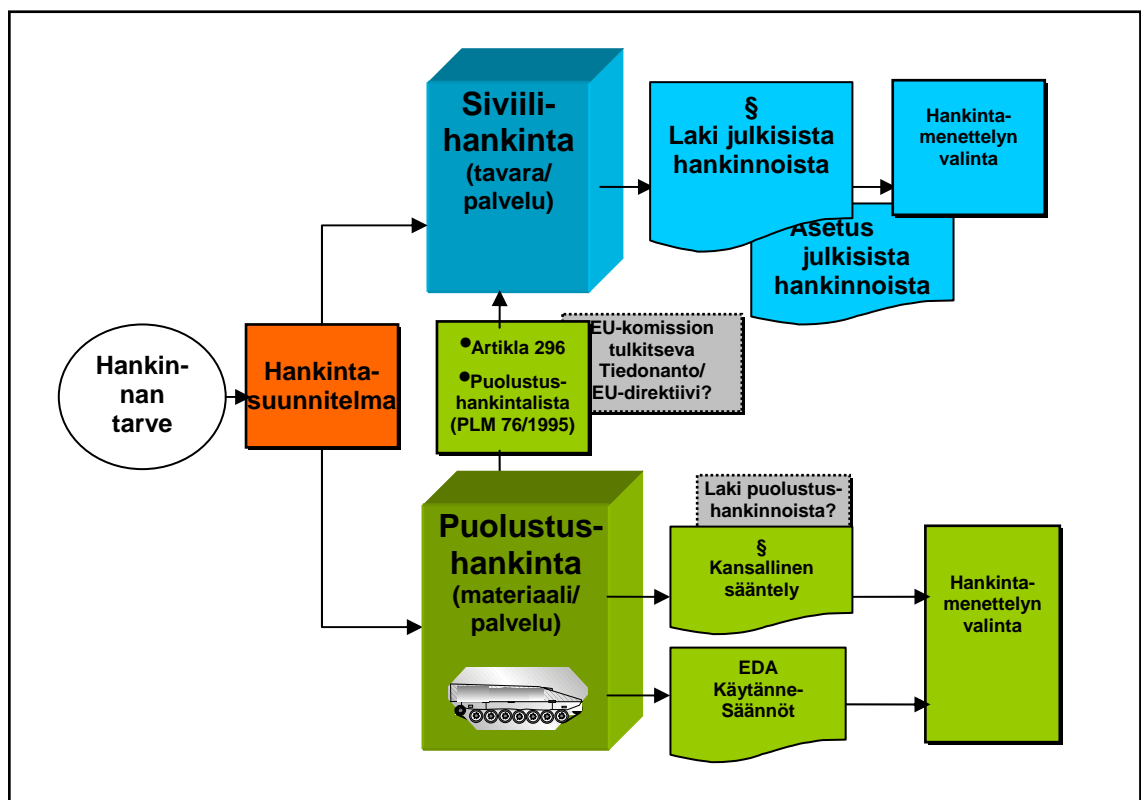 Hankin-
nan
tarve
Hankinta-
suunnitelma
Siviili-
hankinta
(tavara/
palvelu)
§
Laki julkisista
hankinnoista
Asetus
julkisista
hankinnoista
Hankinta-
menettelyn
valinta
•Artikla 296
•Puolustus-
hankintalista
(PLM 76/1995)
EU-komission
tulkitseva
Tiedonanto/
EU-direktiivi?
Puolustus-
hankinta
(materiaali/
palvelu)
Laki puolustus-
hankinnoista?
§
Kansallinen
sääntely
EDA
Käytänne-
Säännöt
Hankinta-
menettelyn
valinta